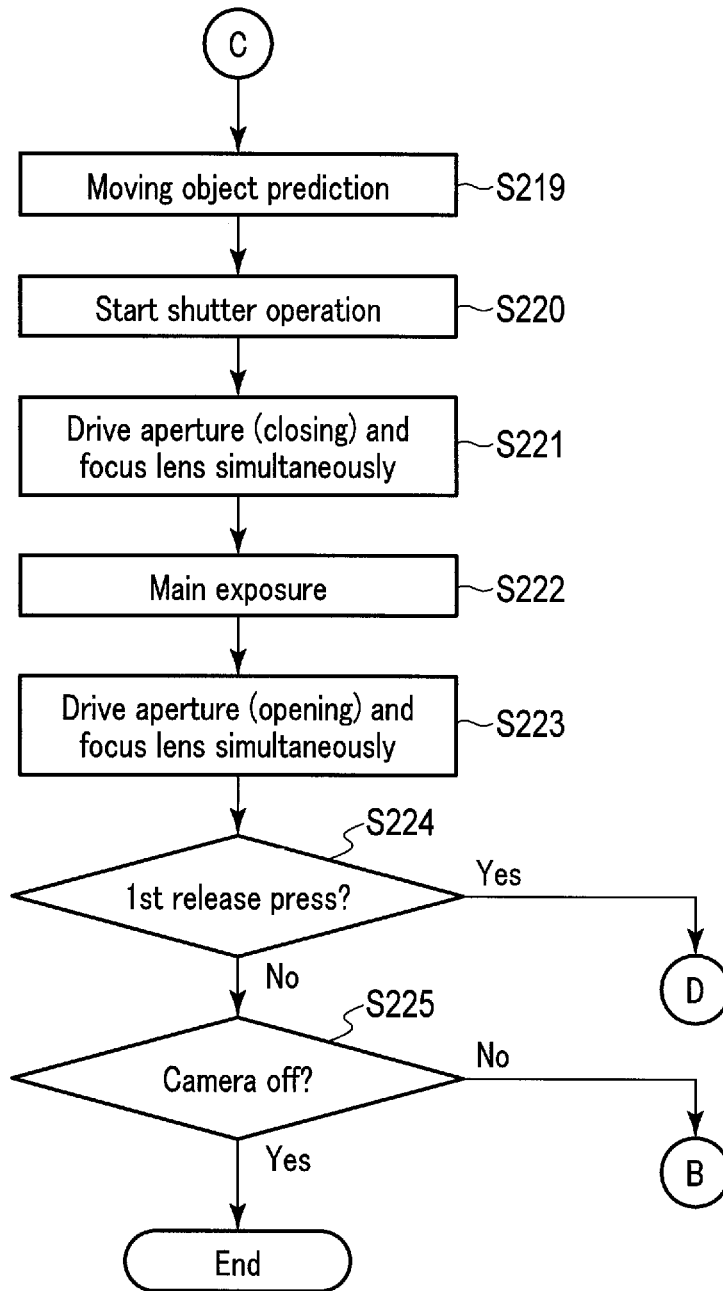 C
Moving object prediction
S219
Start shutter operation
S220
Drive aperture (closing) and
focus lens simultaneously
S221
Main exposure
S222
Drive aperture (opening) and
focus lens simultaneously
S223
S224
1st release press?
Yes
No
D
S225
Camera off?
No
Yes
B
End